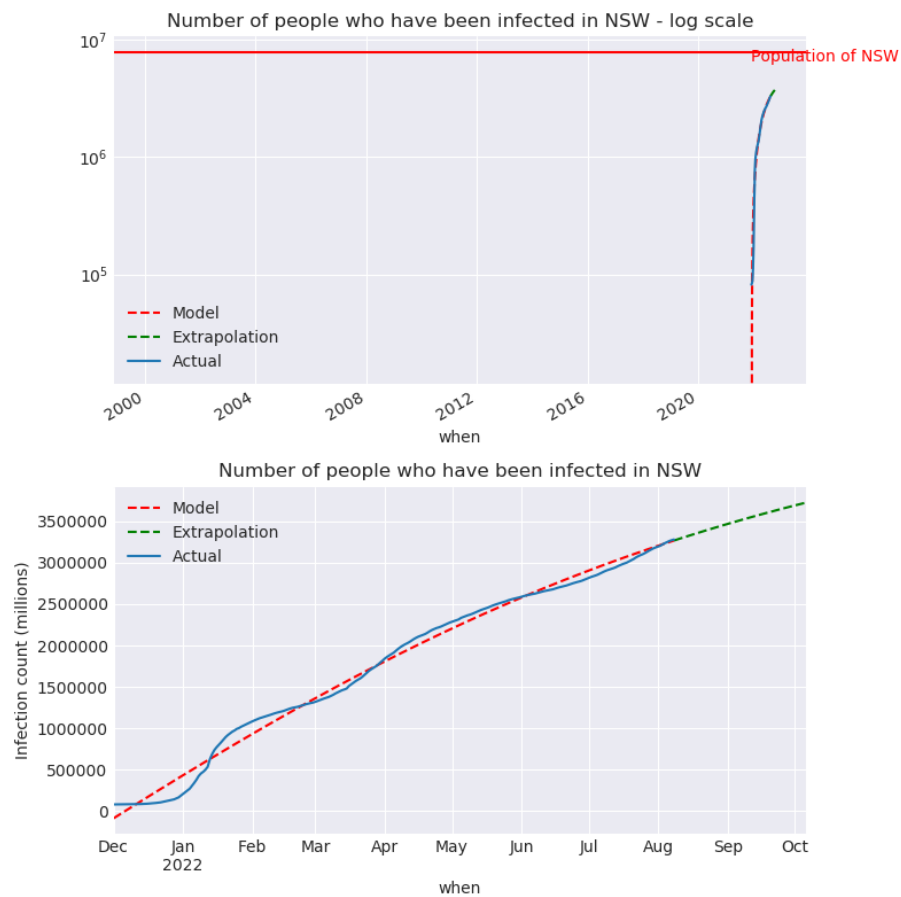 Number of people who have been infected in NSW - log scale
10⁷
Population of NSW
10⁶
10⁵
Model
Extrapolation
Actual
2000 2004 2008 2012 2016 2020
when
Number of people who have been infected in NSW
Infection count (millions)
3500000
3000000
2500000
2000000
1500000
1000000
500000
0
Model
Extrapolation
Actual
Dec Jan Feb Mar Apr May Jun Jul Aug Sep Oct
2022
when